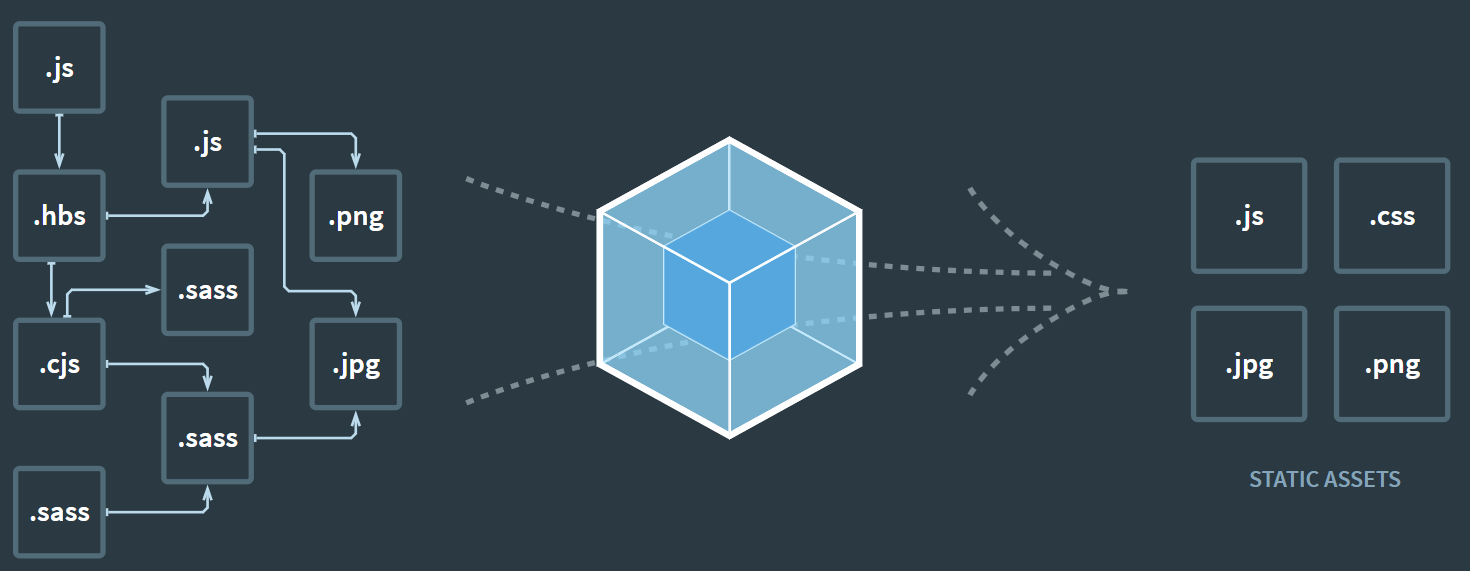 .js
.js
.hbs
.png
.sass
.cjs
.jpg
.sass
.sass
.js
.css
.jpg
.png
STATIC ASSETS